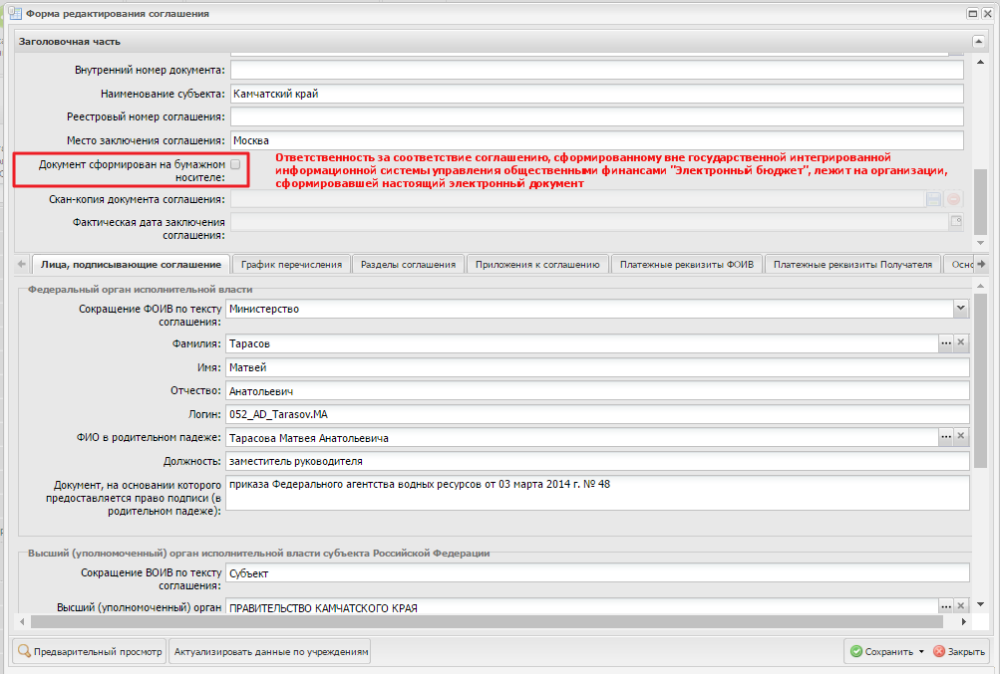 Форма редактирования соглашения
Заголовочная часть
Внутренний номер документа:
Наименование субъекта: Камчатский край
Реестровый номер соглашения:
Место заключения соглашения: Москва
Документ сформирован на бумажном
носителе:
Ответственность за соответствие соглашению, сформированному вне государственной интегрированной
информационной системы управления общественными финансами "Электронный бюджет", лежит на организации,
сформировавшей настоящий электронный документ
Скан-копия документа соглашения:
Фактическая дата заключения
соглашения:
Лица, подписывающие соглашение График перечисления Разделы соглашения Приложения к соглашению Платежные реквизиты ФОИВ Платежные реквизиты Получателя Осно
Федеральный орган исполнительной власти
Сокращение ФОИВ по тексту Министерство
соглашения:
Фамилия: Тарасов
Имя: Матвей
Отчество: Анатольевич
Логин: 052_AD_Tarasov.MA
ФИО в родительном падеже: Тарасова Матвея Анатольевича
Должность: заместитель руководителя
Документ, на основании которого приказа Федерального агентства водных ресурсов от 03 марта 2014 г. № 48
предоставляется право подписи (в
родительном падеже):
Высший (уполномоченный) орган исполнительной власти субъекта Российской Федерации
Сокращение ВОИВ по тексту Субъект
соглашения:
Высший (уполномоченный) орган ПРАВИТЕЛЬСТВО КАМЧАТСКОГО КРАЯ
Предварительный просмотр Актуализировать данные по учреждениям Сохранить Закрыть